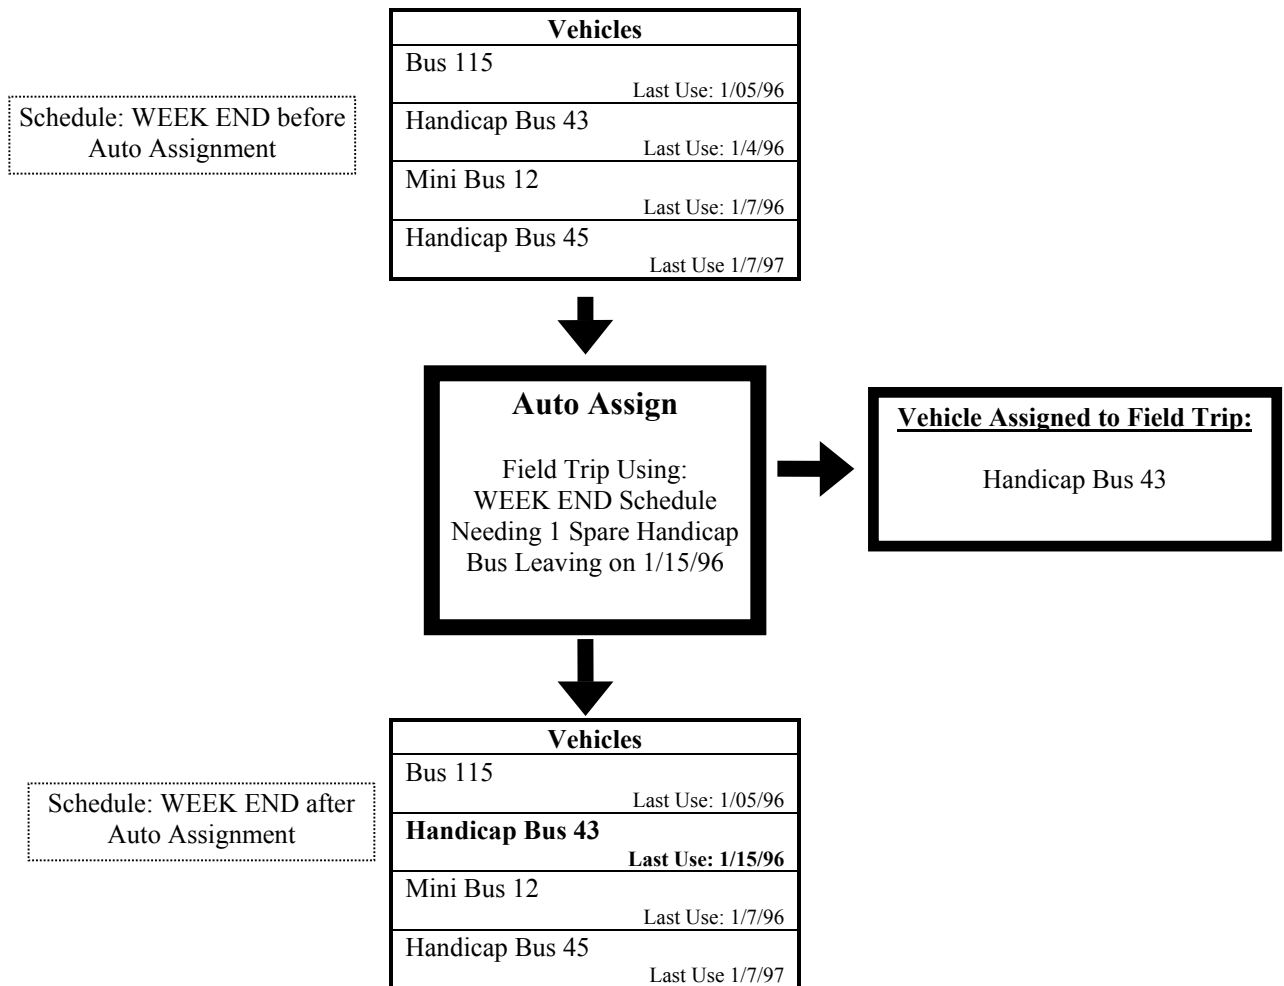 Vehicles
Bus 115
Last Use: 1/05/96
Schedule: WEEK END before
Auto Assignment
Handicap Bus 43
Last Use: 1/4/96
Mini Bus 12
Last Use: 1/7/96
Handicap Bus 45
Last Use 1/7/97
Auto Assign
Field Trip Using:
WEEK END Schedule
Needing 1 Spare Handicap
Bus Leaving on 1/15/96
Vehicle Assigned to Field Trip:
Handicap Bus 43
Vehicles
Bus 115
Last Use: 1/05/96
Schedule: WEEK END after
Auto Assignment
Handicap Bus 43
Last Use: 1/15/96
Mini Bus 12
Last Use: 1/7/96
Handicap Bus 45
Last Use 1/7/97